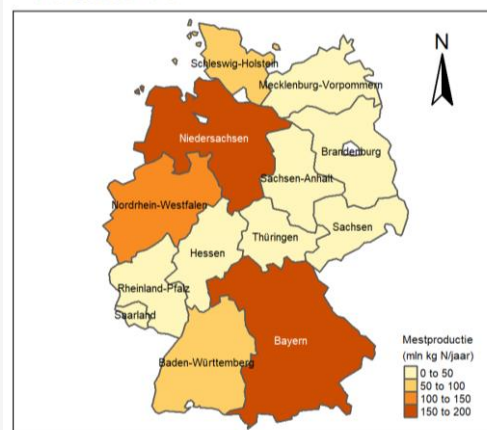 N
Schleswig-Holstein
Mecklenburg-Vorpommern
Niedersachsen
Brandenburg
Sachsen-Anhalt
Nordrhein-Westfalen
Sachsen
Thüringen
Hessen
Rheinland-Pfalz
Saarland
Bayern
Baden-Württemberg
Mestproductie
(mln kg N/jaar)
0 to 50
50 to 100
100 to 150
150 to 200